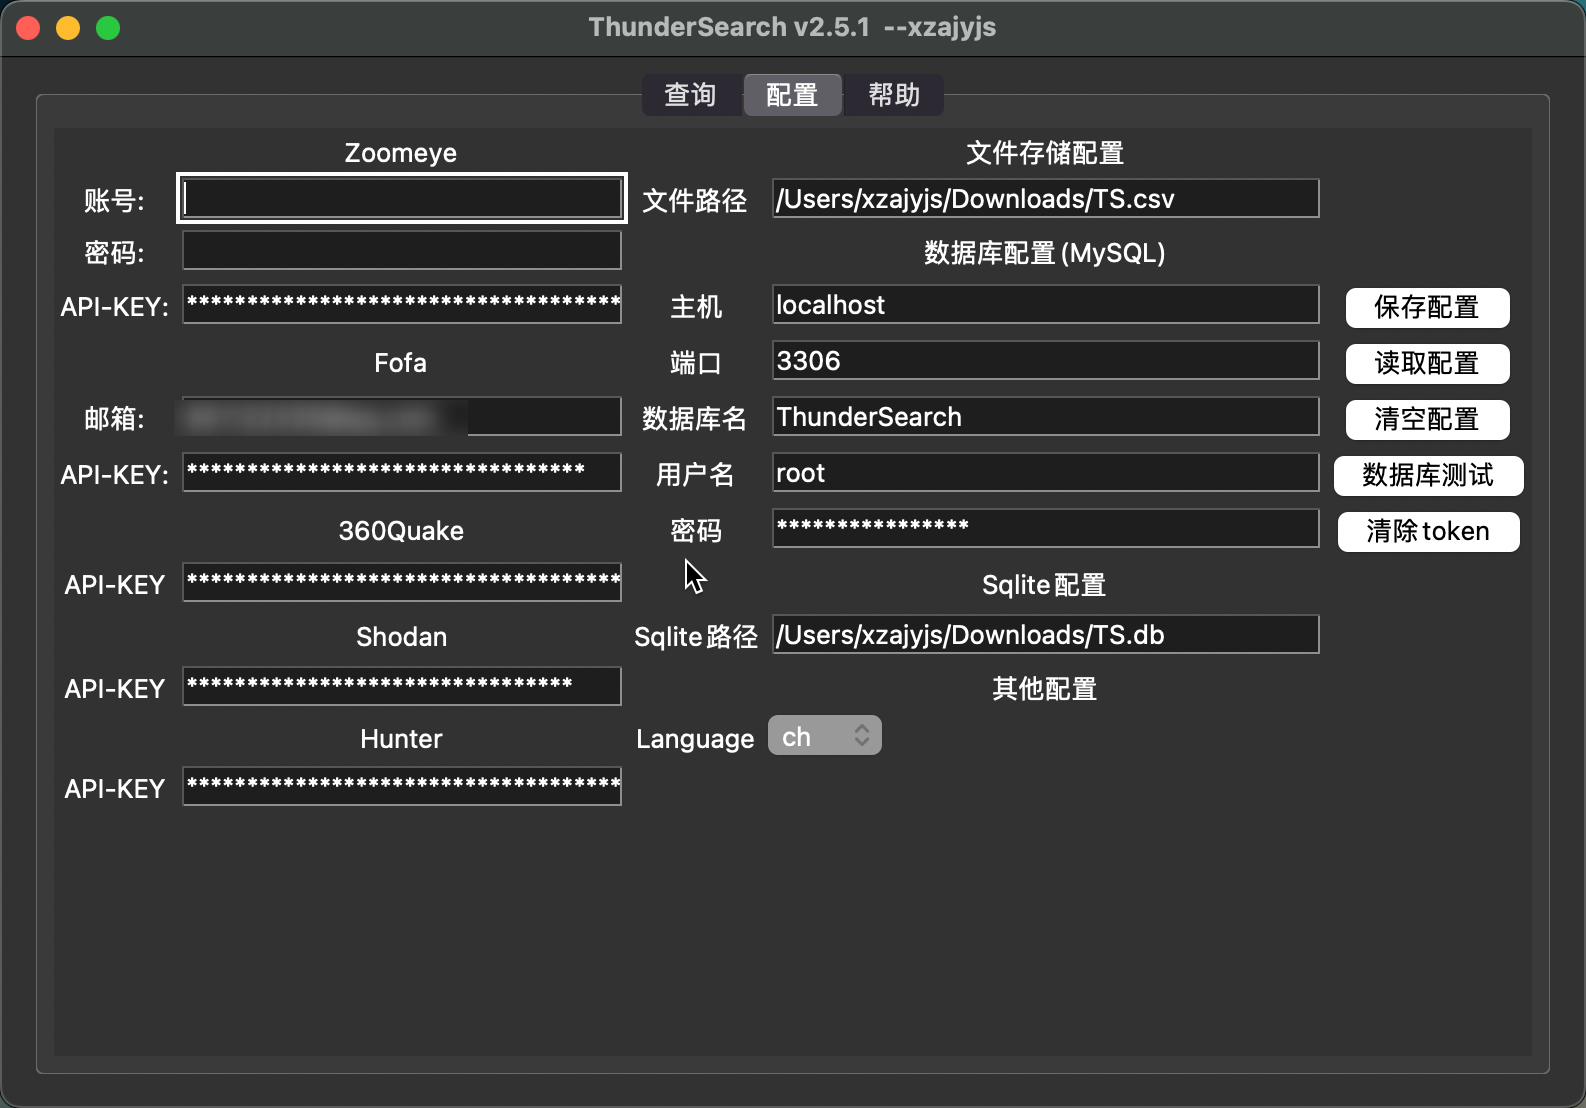 ThunderSearch v2.5.1 --xzajyjs
查询 配置 帮助
Zoomeye
账号:
密码:
API-KEY: ************************************
Fofa
邮箱:
API-KEY: *********************************
360Quake
API-KEY ************************************
Shodan
API-KEY ********************************
Hunter
API-KEY ************************************
文件存储配置
文件路径 /Users/xzajyjs/Downloads/TS.csv
数据库配置(MySQL)
主机 localhost
端口 3306
数据库名 ThunderSearch
用户名 root
密码 ****************
Sqlite配置
Sqlite路径 /Users/xzajyjs/Downloads/TS.db
其他配置
Language ch
保存配置
读取配置
清空配置
数据库测试
清除token